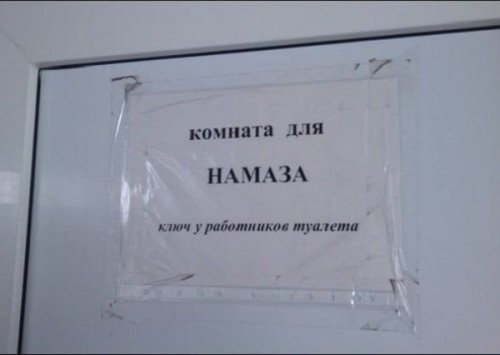 комната для
НАМАЗА
ключ у работников туалета